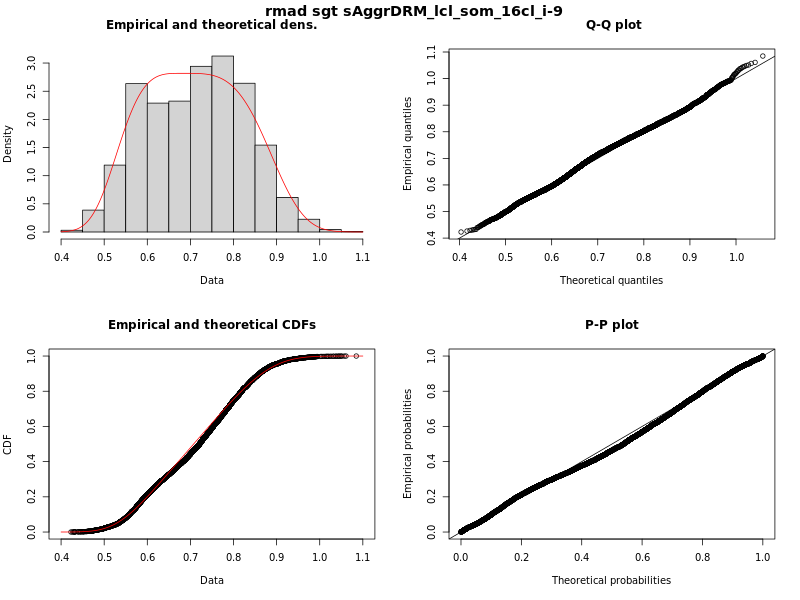 rmad sgt sAggrDRM_lcl_som_16cl_i-9
Empirical and theoretical dens.
Density
0.0 0.5 1.0 1.5 2.0 2.5 3.0
0.4 0.5 0.6 0.7 0.8 0.9 1.0 1.1
Data
Q-Q plot
Empirical quantiles
0.4 0.5 0.6 0.7 0.8 0.9 1.0 1.1
0.4 0.5 0.6 0.7 0.8 0.9 1.0
Theoretical quantiles
Empirical and theoretical CDFs
CDF
0.0 0.2 0.4 0.6 0.8 1.0
0.4 0.5 0.6 0.7 0.8 0.9 1.0 1.1
Data
P-P plot
Empirical probabilities
0.0 0.2 0.4 0.6 0.8 1.0
0.0 0.2 0.4 0.6 0.8 1.0
Theoretical probabilities